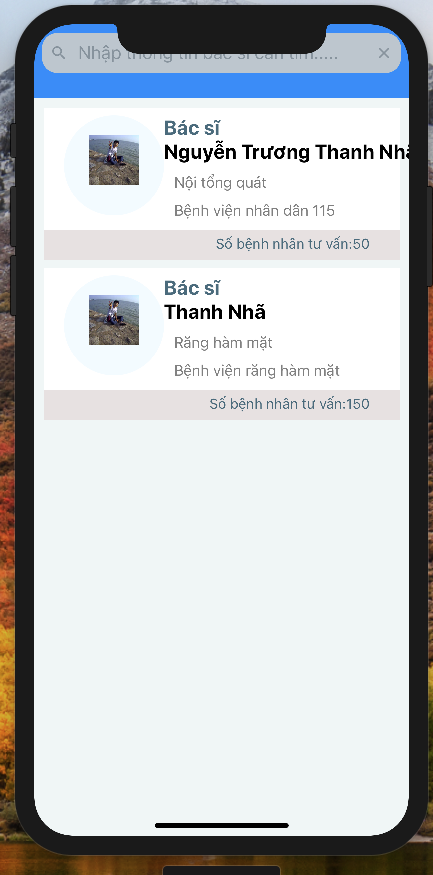 Nhập thông tin bác sĩ cần tìm.....
Bác sĩ
Nguyễn Trương Thanh Nhã
Nội tổng quát
Bệnh viện nhân dân 115
Số bệnh nhân tư vấn:50
Bác sĩ
Thanh Nhã
Răng hàm mặt
Bệnh viện răng hàm mặt
Số bệnh nhân tư vấn:150